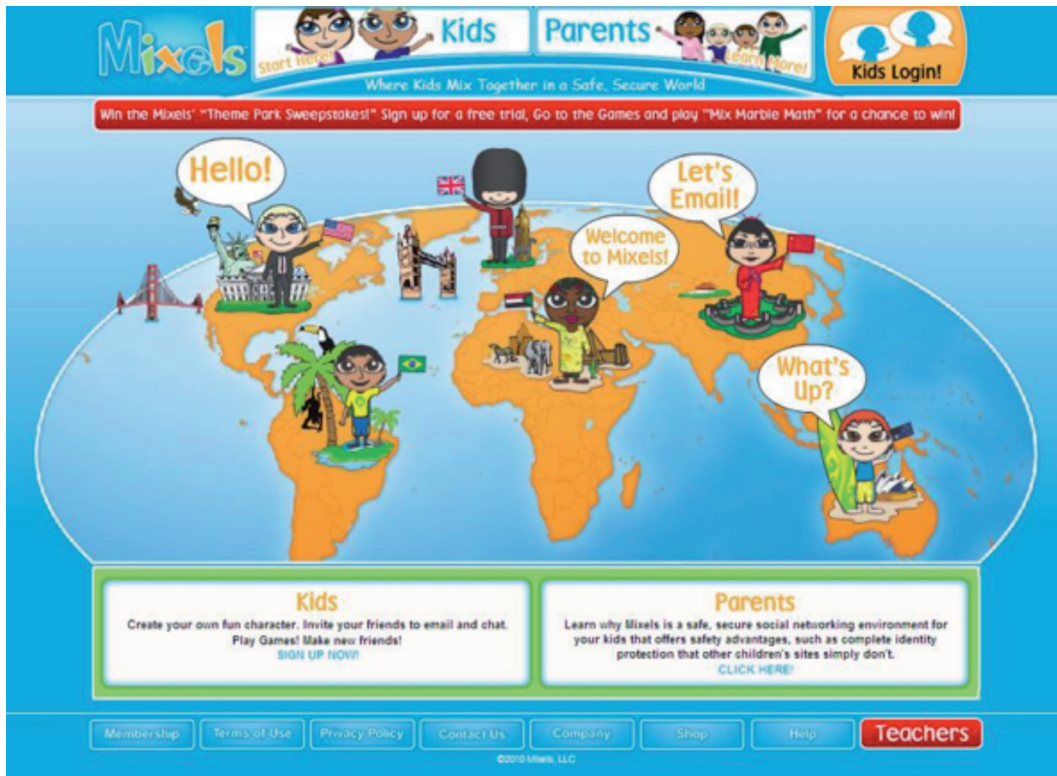 Mixels
Start Here!
Kids
Parents
Learn More!
Kids Login!
Where Kids Mix Together in a Safe, Secure World
Win the Mixels' "Theme Park Sweepstakes!" Sign up for a free trial, Go to the Games and play "Mix Marble Math" for a chance to win!
Hello!
Let's
Email!
Welcome
to Mixels!
What's
Up?
Kids
Create your own fun character. Invite your friends to email and chat.
Play Games! Make new friends!
SIGN UP NOW!
Parents
Learn why Mixels is a safe, secure social networking environment for
your kids that offers safety advantages, such as complete identity
protection that other children's sites simply don't.
CLICK HERE!
Membership
Terms of Use
Privacy Policy
Contact Us
Company
Shop
Help
Teachers
©2010 Mixels, LLC